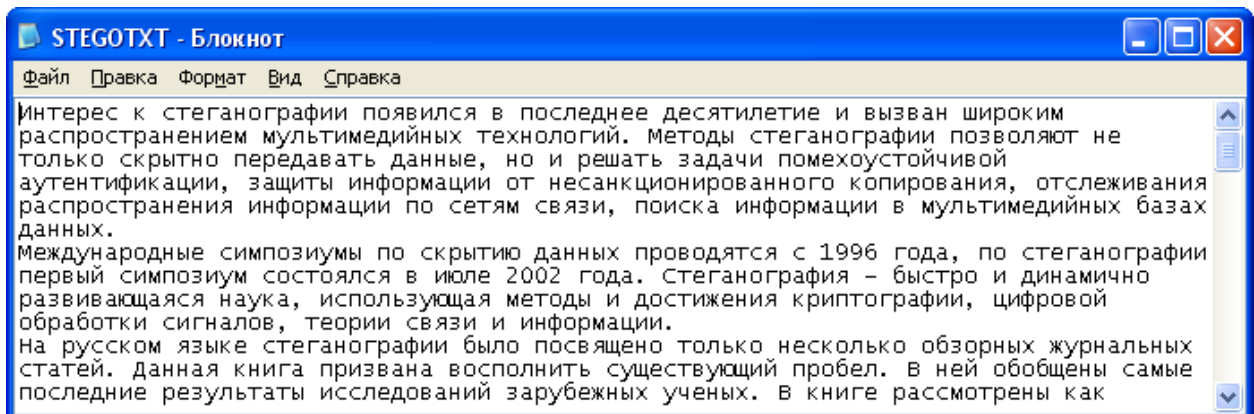 STEGOTXT - Блокнот
Файл Правка Формат Вид Справка
Интерес к стеганографии появился в последнее десятилетие и вызван широким
распространением мультимедийных технологий. Методы стеганографии позволяют не
только скрытно передавать данные, но и решать задачи помехоустойчивой
аутентификации, защиты информации от несанкционированного копирования, отслеживания
распространения информации по сетям связи, поиска информации в мультимедийных базах
данных.
Международные симпозиумы по скрытию данных проводятся с 1996 года, по стеганографии
первый симпозиум состоялся в июле 2002 года. Стеганография – быстро и динамично
развивающаяся наука, использующая методы и достижения криптографии, цифровой
обработки сигналов, теории связи и информации.
На русском языке стеганографии было посвящено только несколько обзорных журнальных
статей. Данная книга призвана восполнить существующий пробел. В ней обобщены самые
последние результаты исследований зарубежных ученых. В книге рассмотрены как